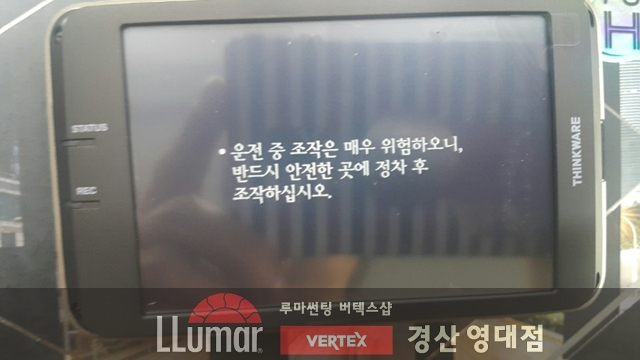 H
STATUS
REC
THINKWARE
• 운전 중 조작은 매우 위험하오니,
반드시 안전한 곳에 정차 후
조작하십시오.
루마썬팅 버텍스샵
LLumar®
VERTEX
경산 영대점